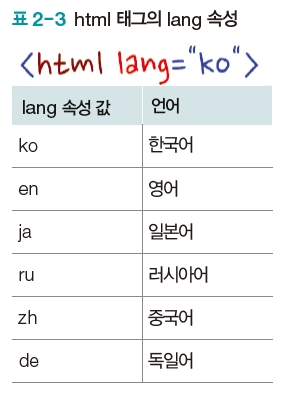 표 2-3 html 태그의 lang 속성
<html lang="ko">
lang 속성 값 언어
ko 한국어
en 영어
ja 일본어
ru 러시아어
zh 중국어
de 독일어